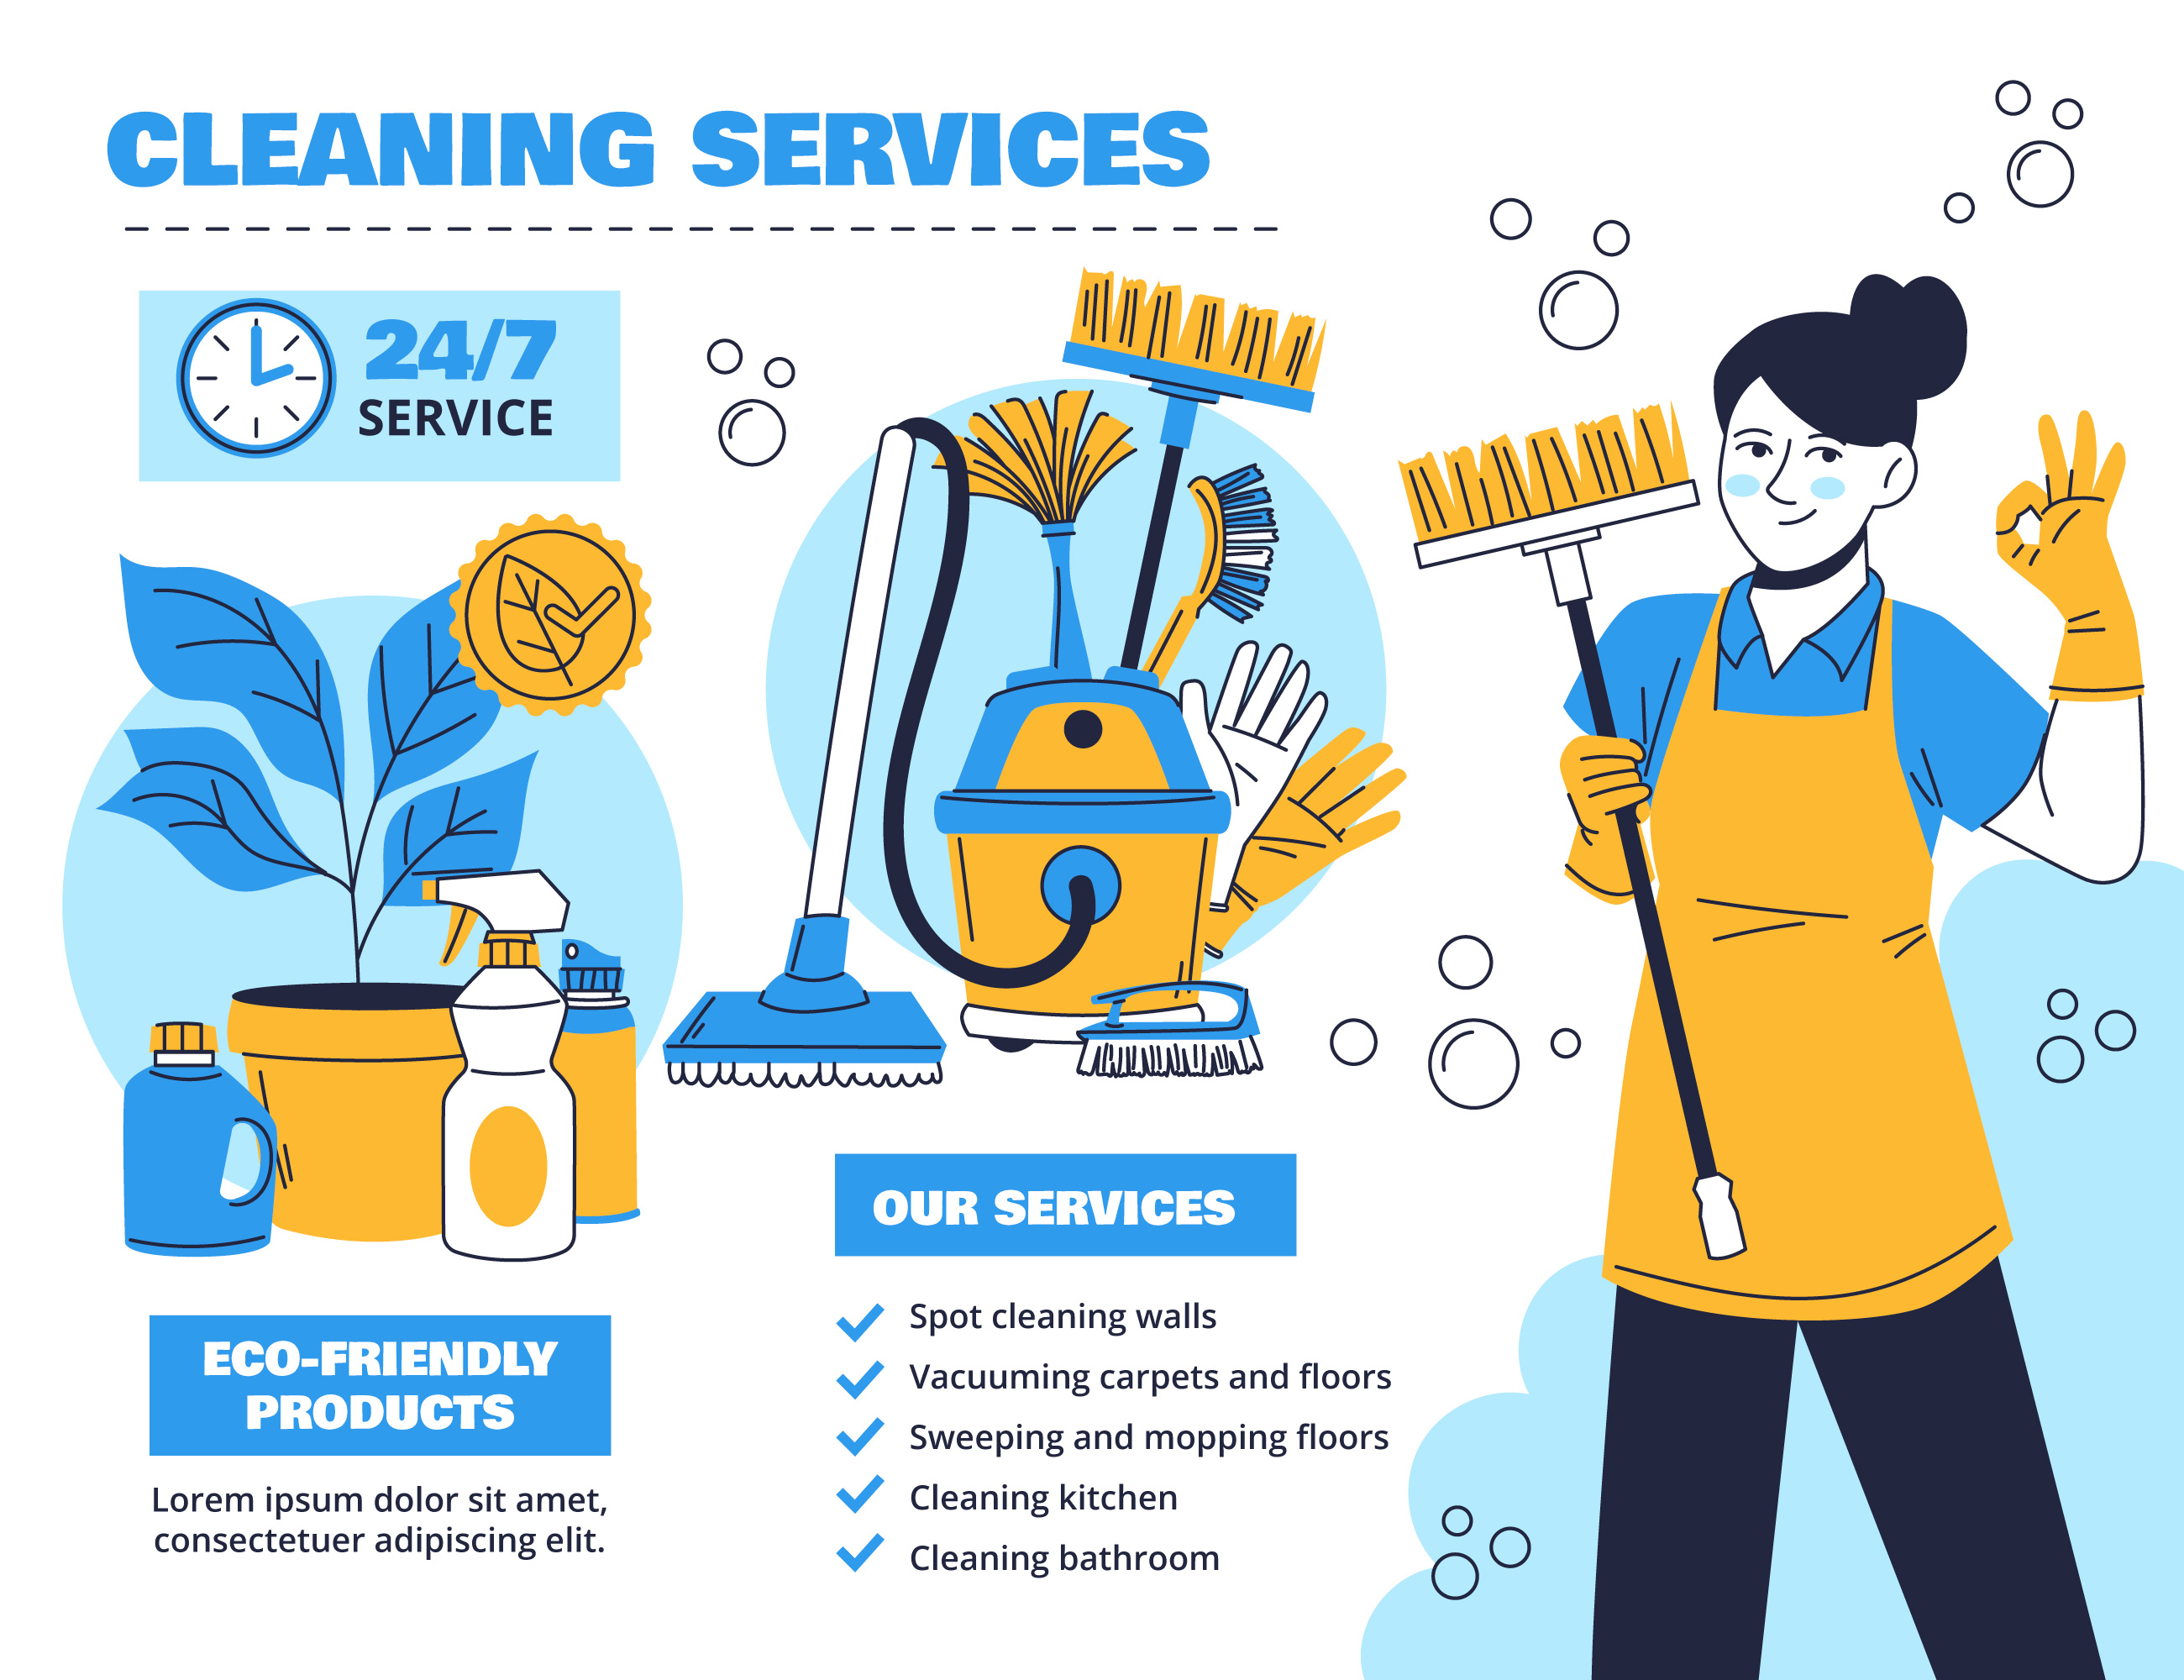 CLEANING SERVICES
24/7
SERVICE
ECO-FRIENDLY
PRODUCTS
Lorem ipsum dolor sit amet,
consectetuer adipiscing elit.
OUR SERVICES
Spot cleaning walls
Vacuuming carpets and floors
Sweeping and mopping floors
Cleaning kitchen
Cleaning bathroom